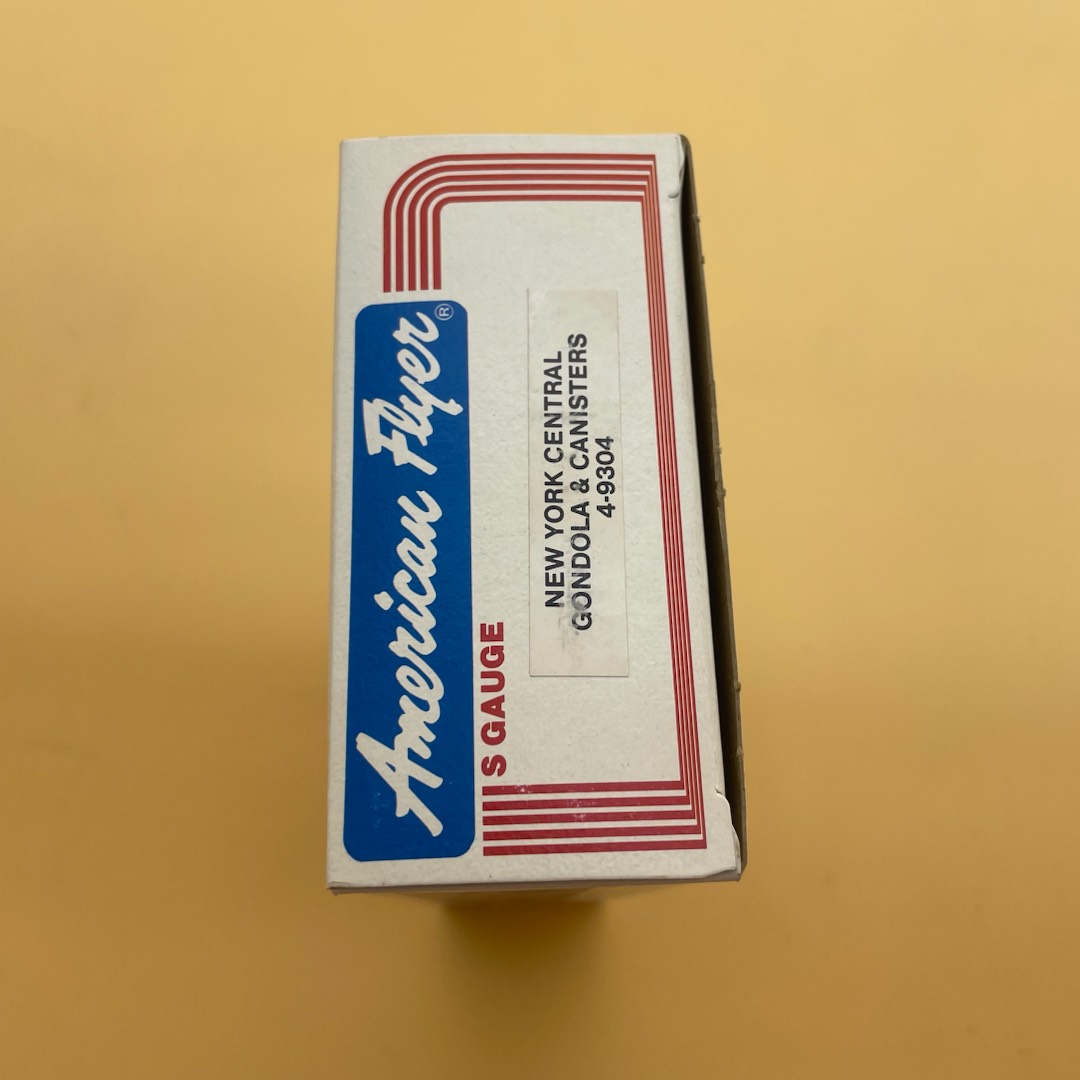 American Flyer®
S GAUGE
NEW YORK CENTRAL
GONDOLA & CANISTERS
4-9304